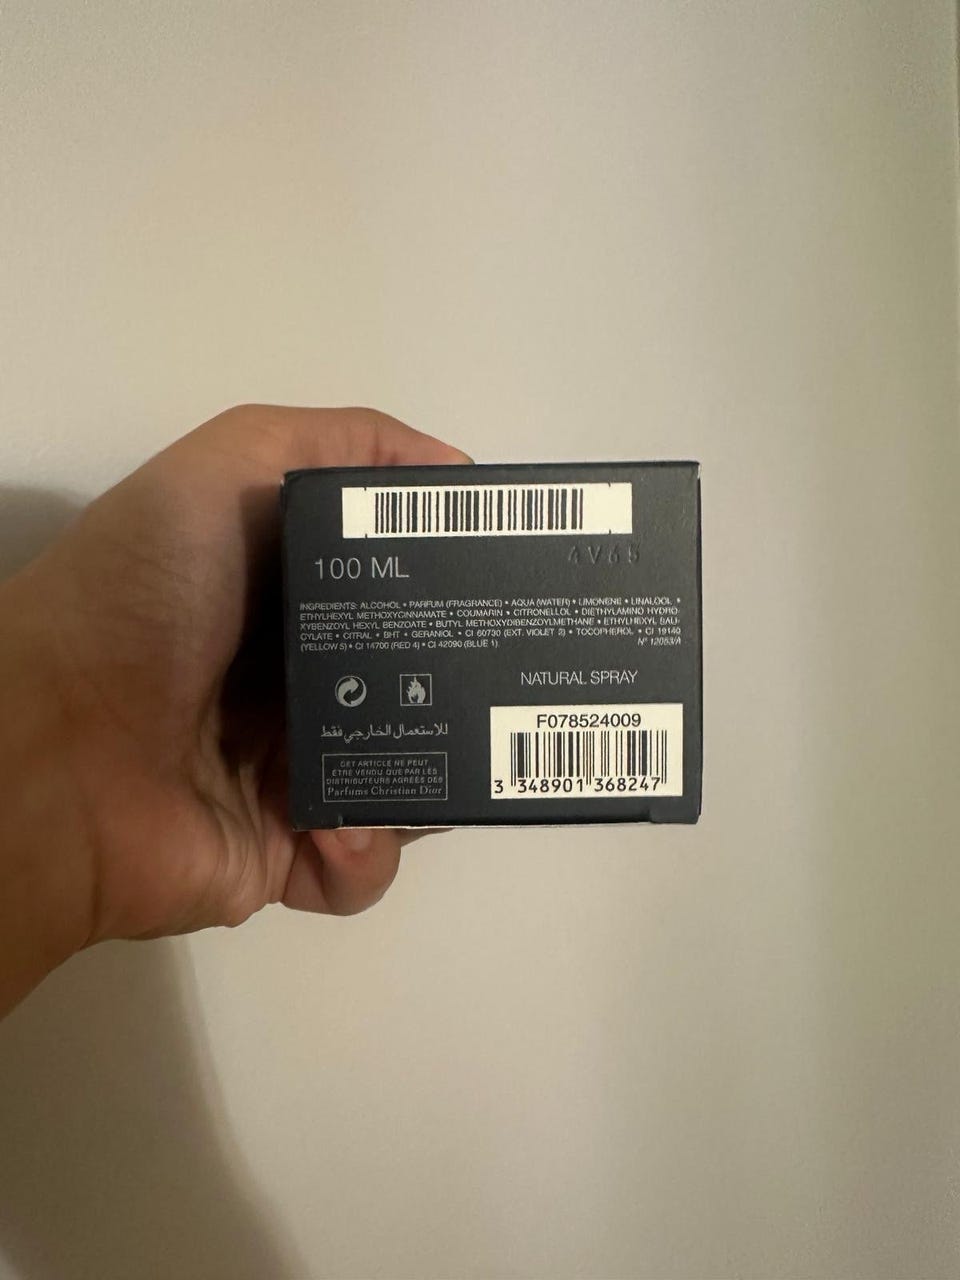 4V65
100 ML
INGREDIENTS: ALCOHOL • PARFUM (FRAGRANCE) • AQUA (WATER) • LIMONENE • LINALOOL •
ETHYLHEXYL METHOXYCINNAMATE • COUMARIN • CITRONELLOL • DIETHYLAMINO HYDRO-
XYBENZOYL HEXYL BENZOATE • BUTYL METHOXYDIBENZOYLMETHANE • ETHYLHEXYL SALI-
CYLATE • CITRAL • BHT • GERANIOL • CI 60730 (EXT. VIOLET 2) • TOCOPHEROL • CI 19140
(YELLOW 5) • CI 14700 (RED 4) • CI 42090 (BLUE 1).
N° 12053/A
NATURAL SPRAY
للاستعمال الخارجي فقط
CET ARTICLE NE PEUT
ÊTRE VENDU QUE PAR LES
DISTRIBUTEURS AGRÉÉS DES
Parfums Christian Dior
F078524009
3 348901 368247